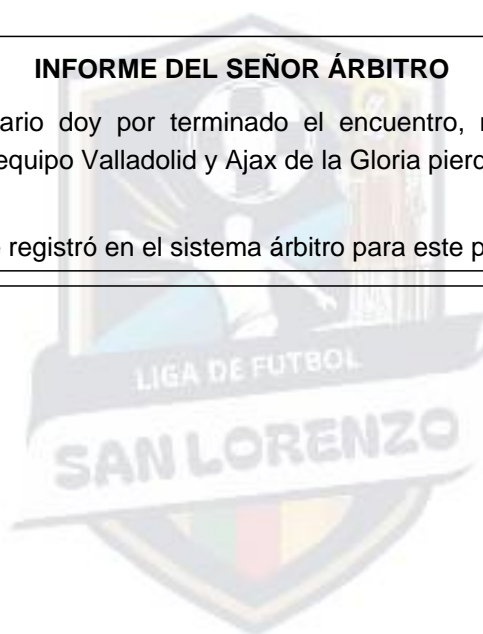 INFORME DEL SEÑOR ÁRBITRO
ario doy por terminado el encuentro,
equipo Valladolid y Ajax de la Gloria
registró en el sistema árbitro para este
LIGA DE FUTBOL
SAN LORENZO